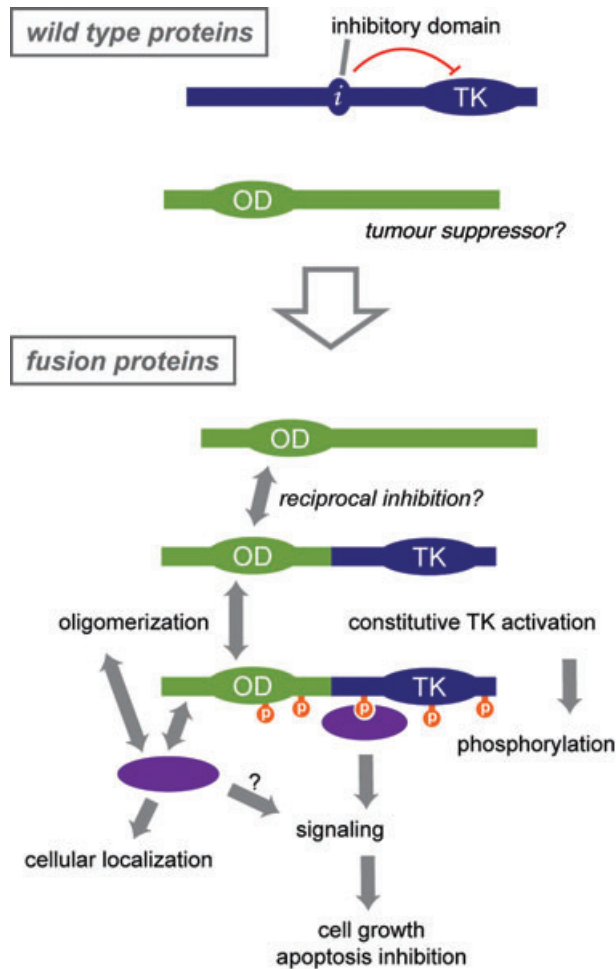 wild type proteins
inhibitory domain
i
TK
OD
tumour suppressor?
fusion proteins
OD
reciprocal inhibition?
OD
TK
oligomerization
constitutive TK activation
OD
TK
p
p
p
p
p
phosphorylation
?
signaling
cellular localization
cell growth
apoptosis inhibition